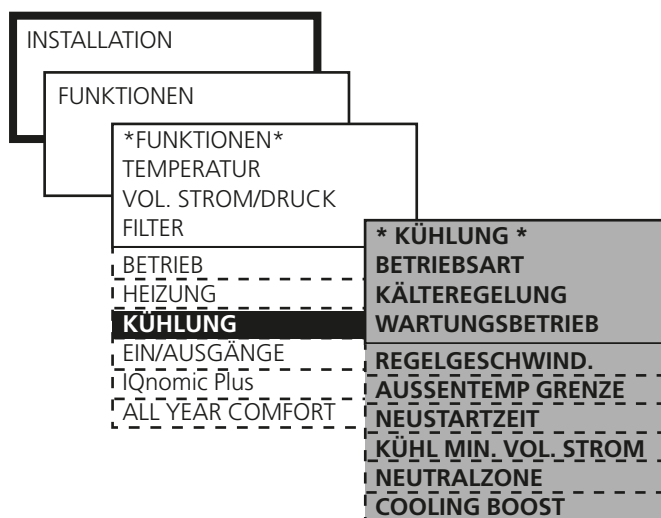 INSTALLATION
FUNKTIONEN
*FUNKTIONEN*
TEMPERATUR
VOL. STROM/DRUCK
FILTER
BETRIEB
HEIZUNG
KÜHLUNG
EIN/AUSGÄNGE
IQnomic Plus
ALL YEAR COMFORT
* KÜHLUNG *
BETRIEBSART
KÄLTEREGELUNG
WARTUNGSBETRIEB
REGELGESCHWIND.
AUSSENTEMP GRENZE
NEUSTARTZEIT
KÜHL MIN. VOL. STROM
NEUTRALZONE
COOLING BOOST